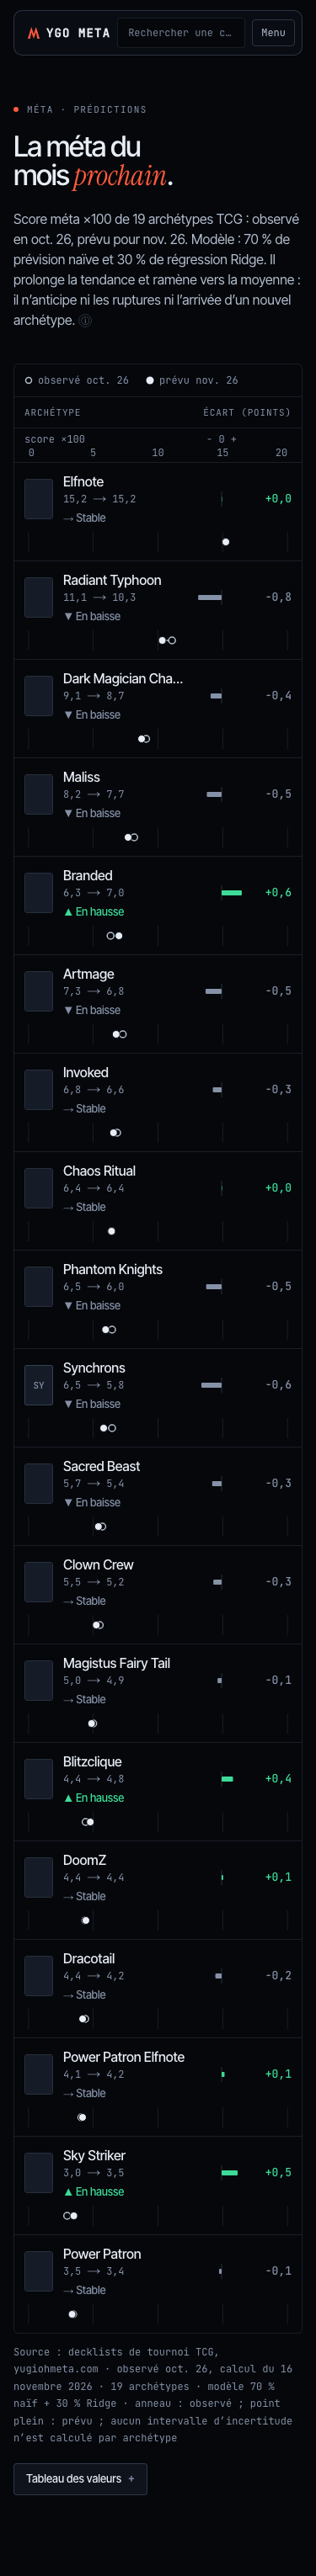 YGO META
Rechercher une c…
Menu
MÉTA · PRÉDICTIONS
La méta du
mois prochain.
Score méta ×100 de 19 archétypes TCG : observé
en oct. 26, prévu pour nov. 26. Modèle : 70 % de
prévision naïve et 30 % de régression Ridge. Il
prolonge la tendance et ramène vers la moyenne :
il n’anticipe ni les ruptures ni l’arrivée d’un nouvel
archétype. ⓘ
observé oct. 26 prévu nov. 26
ARCHÉTYPE ÉCART (POINTS)
score ×100 - 0 +
0 5 10 15 20
Elfnote
15,2 → 15,2 +0,0
→ Stable
Radiant Typhoon
11,1 → 10,3 -0,8
▼ En baisse
Dark Magician Cha…
9,1 → 8,7 -0,4
▼ En baisse
Maliss
8,2 → 7,7 -0,5
▼ En baisse
Branded
6,3 → 7,0 +0,6
▲ En hausse
Artmage
7,3 → 6,8 -0,5
▼ En baisse
Invoked
6,8 → 6,6 -0,3
→ Stable
Chaos Ritual
6,4 → 6,4 +0,0
→ Stable
Phantom Knights
6,5 → 6,0 -0,5
▼ En baisse
SY
Synchrons
6,5 → 5,8 -0,6
▼ En baisse
Sacred Beast
5,7 → 5,4 -0,3
▼ En baisse
Clown Crew
5,5 → 5,2 -0,3
→ Stable
Magistus Fairy Tail
5,0 → 4,9 -0,1
→ Stable
Blitzclique
4,4 → 4,8 +0,4
▲ En hausse
DoomZ
4,4 → 4,4 +0,1
→ Stable
Dracotail
4,4 → 4,2 -0,2
→ Stable
Power Patron Elfnote
4,1 → 4,2 +0,1
→ Stable
Sky Striker
3,0 → 3,5 +0,5
▲ En hausse
Power Patron
3,5 → 3,4 -0,1
→ Stable
Source : decklists de tournoi TCG,
yugiohmeta.com · observé oct. 26, calcul du 16
novembre 2026 · 19 archétypes · modèle 70 %
naïf + 30 % Ridge · anneau : observé ; point
plein : prévu ; aucun intervalle d’incertitude
n’est calculé par archétype
Tableau des valeurs +